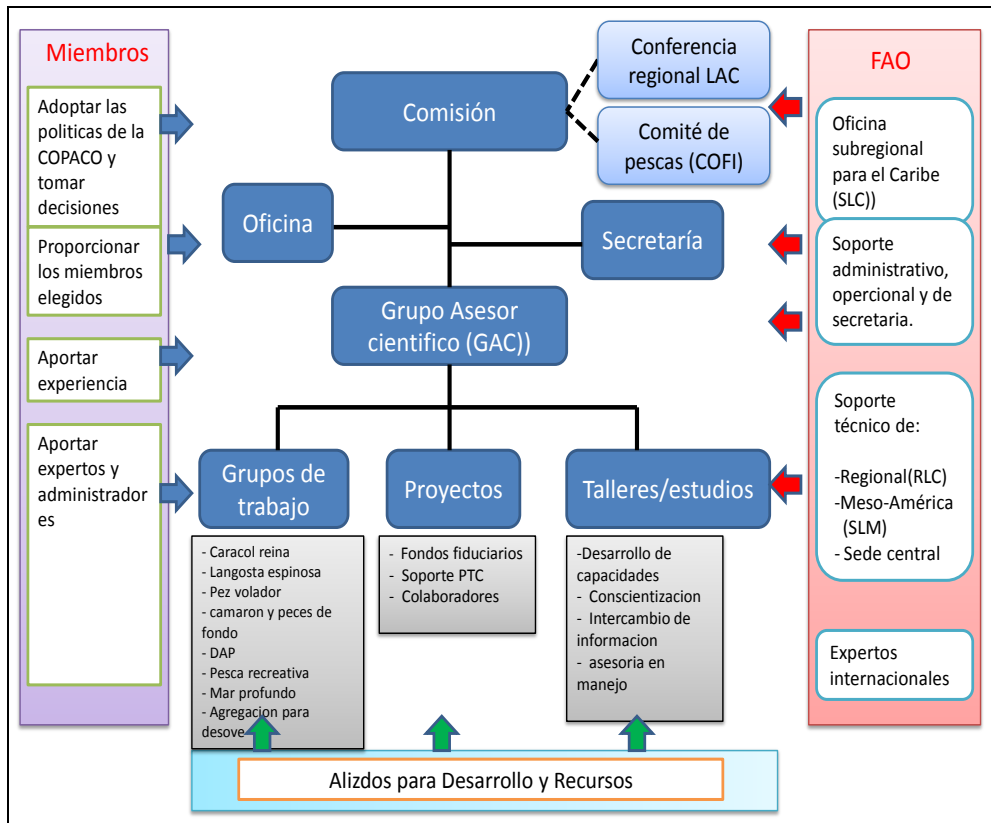 Miembros
Adoptar las
politicas de la
COPACO y
tomar
decisiones
Proporcionar
los miembros
elegidos
Aportar
experiencia
Aportar
expertos y
administrador
es
Comisión
Conferencia
regional LAC
Comité de
pescas (COFI)
Oficina
Secretaría
Grupo Asesor
cientifico (GAC))
Grupos de
trabajo
- Caracol reina
- Langosta espinosa
- Pez volador
- camaron y peces de
fondo
- DAP
- Pesca recreativa
- Mar profundo
- Agregacion para
desove
Proyectos
- Fondos fiduciarios
- Soporte PTC
- Colaboradores
Talleres/estudios
-Desarrollo de
capacidades
- Conscientizacion
- Intercambio de
informacion
- asesoria en
manejo
FAO
Oficina
subregional
para el Caribe
(SLC))
Soporte
administrativo,
opercional y de
secretaria.
Soporte
técnico de:
-Regional(RLC)
-Meso-América
(SLM)
- Sede central
Expertos
internacionales
Alizdos para Desarrollo y Recursos